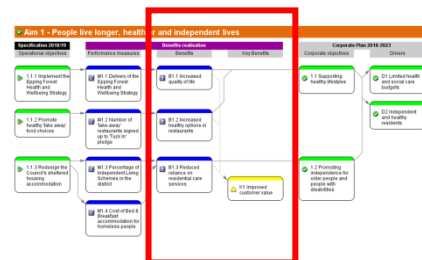 Aim 1 - People live longer, healthier and independent lives
Specification 2018/19
Benefits realisation
Corporate Plan 2018-2023
Operational objectives
Performance measures
Benefits
Key Benefits
Corporate objectives
Drivers
1.1.1 Implement the
Epping Forest
Health and
Wellbeing Strategy
M1.1 Delivery of the
Epping Forest
Health and
Wellbeing Strategy
B1.1 Increased
quality of life
1.1 Supporting
healthy lifestyles
D1 Limited health
and social care
budgets
1.1.2 Promote
healthy take away/
food choices
M1.2 Number of
take-away/
restaurants signed
up to 'Tuck in'
pledge
B1.2 Increased
healthy options in
restaurants
D2 Independent
and healthy
residents
1.1.3 Redesign the
Council's sheltered
housing
accommodation
M1.3 Percentage of
Independent Living
Schemes in the
district
B1.3 Reduced
reliance on
residential care
services
K1 Improved
customer value
1.2 Promoting
independence for
older people and
people with
disabilities
M1.4 Cost of Bed &
Breakfast
accommodation for
homeless people